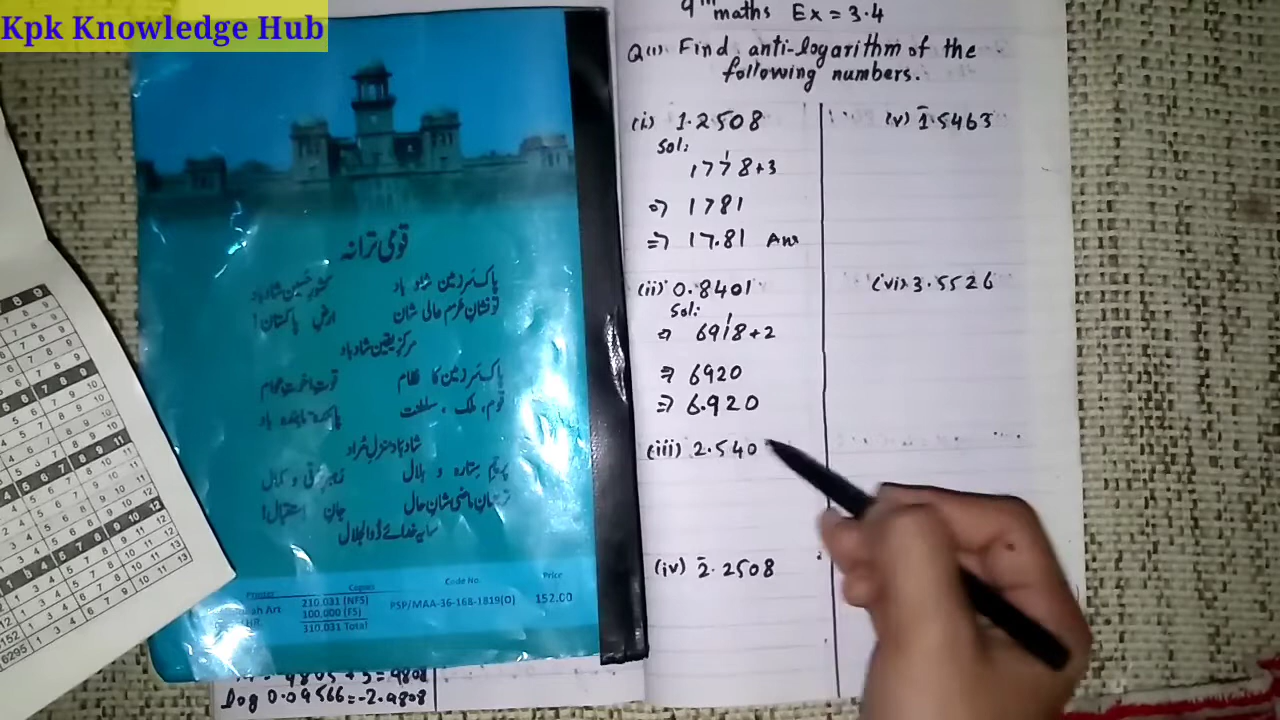 Kpk Knowledge Hub
9th maths Ex = 3.4
Q(1) Find anti-logarithm of the
following numbers.
(i) 1.2508
Sol:
1778+3
⇒ 1781
⇒ 17.81 Ans
(ii) 0.8401
Sol:
⇒ 6918+2
⇒ 6920
⇒ 6.920
(iii) 2.540
(iv) 2̄.2508
(v) 1̄.5463
(vi) 3.5526
قومی ترانہ
پاک سرزمین شاد باد کشورِ حسین شاد باد
تو نشانِ عزمِ عالی شان ارضِ پاکستان!
مرکزِ یقین شاد باد
پاک سرزمین کا نظام قوتِ اخوتِ عوام
قوم، ملک، سلطنت پائندہ تابندہ باد
شاد باد منزلِ مراد
پرچمِ ستارہ و ہلال رہبرِ ترقی و کمال
ترجمانِ ماضی شانِ حال جانِ استقبال!
سایۂ خدائے ذوالجلال
Printer Copies Code No. Price
210.031 (NFS) PSP/MAA-36-168-1819(O) 152.00
100.000 (FS)
310.031 Total
log 0.09566 = -2.9808